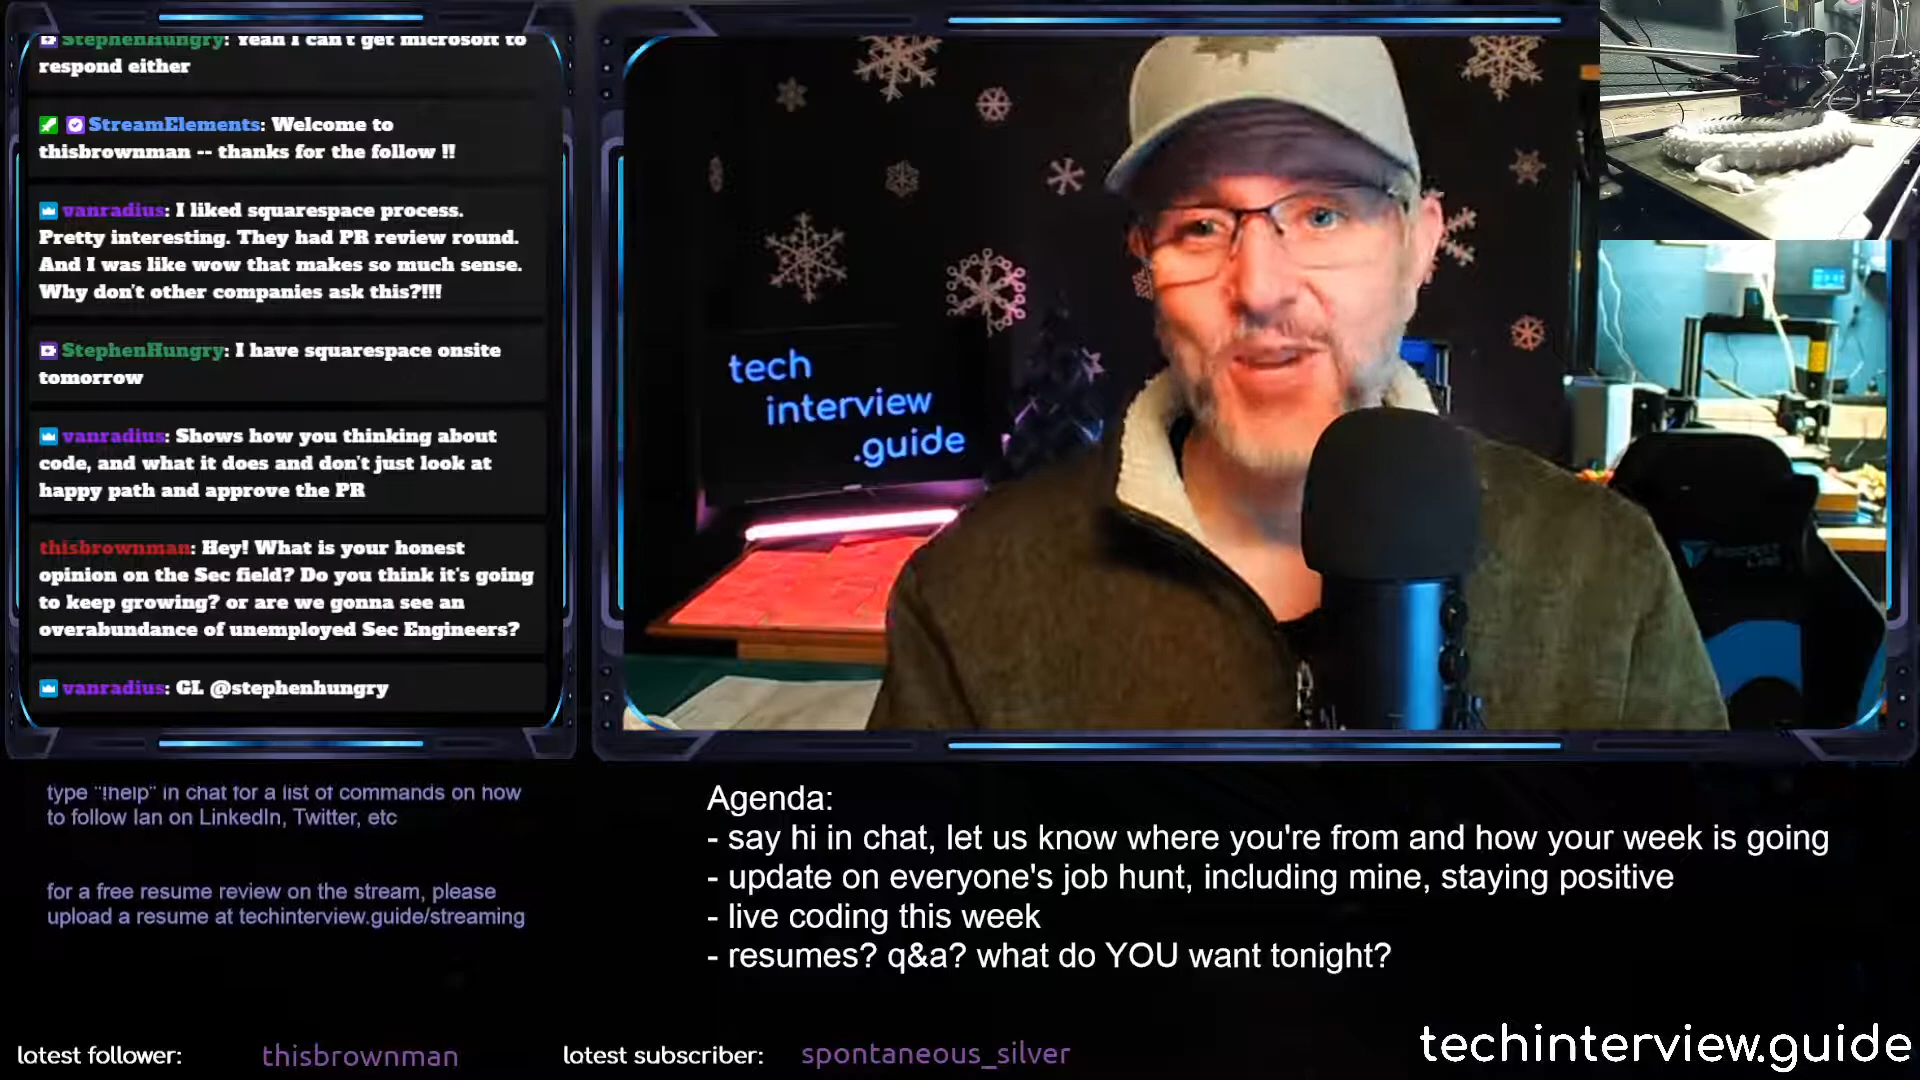 StephenHungry: Yeah I can't get microsoft to
respond either
StreamElements: Welcome to
thisbrownman -- thanks for the follow !!
vanradius: I liked squarespace process.
Pretty interesting. They had PR review round.
And I was like wow that makes so much sense.
Why don't other companies ask this?!!!
StephenHungry: I have squarespace onsite
tomorrow
vanradius: Shows how you thinking about
code, and what it does and don't just look at
happy path and approve the PR
thisbrownman: Hey! What is your honest
opinion on the Sec field? Do you think it's going
to keep growing? or are we gonna see an
overabundance of unemployed Sec Engineers?
vanradius: GL @stephenhungry
tech
interview
.guide
type "!help" in chat for a list of commands on how
to follow Ian on LinkedIn, Twitter, etc
for a free resume review on the stream, please
upload a resume at techinterview.guide/streaming
Agenda:
- say hi in chat, let us know where you're from and how your week is going
- update on everyone's job hunt, including mine, staying positive
- live coding this week
- resumes? q&a? what do YOU want tonight?
latest follower: thisbrownman
latest subscriber: spontaneous_silver
techinterview.guide